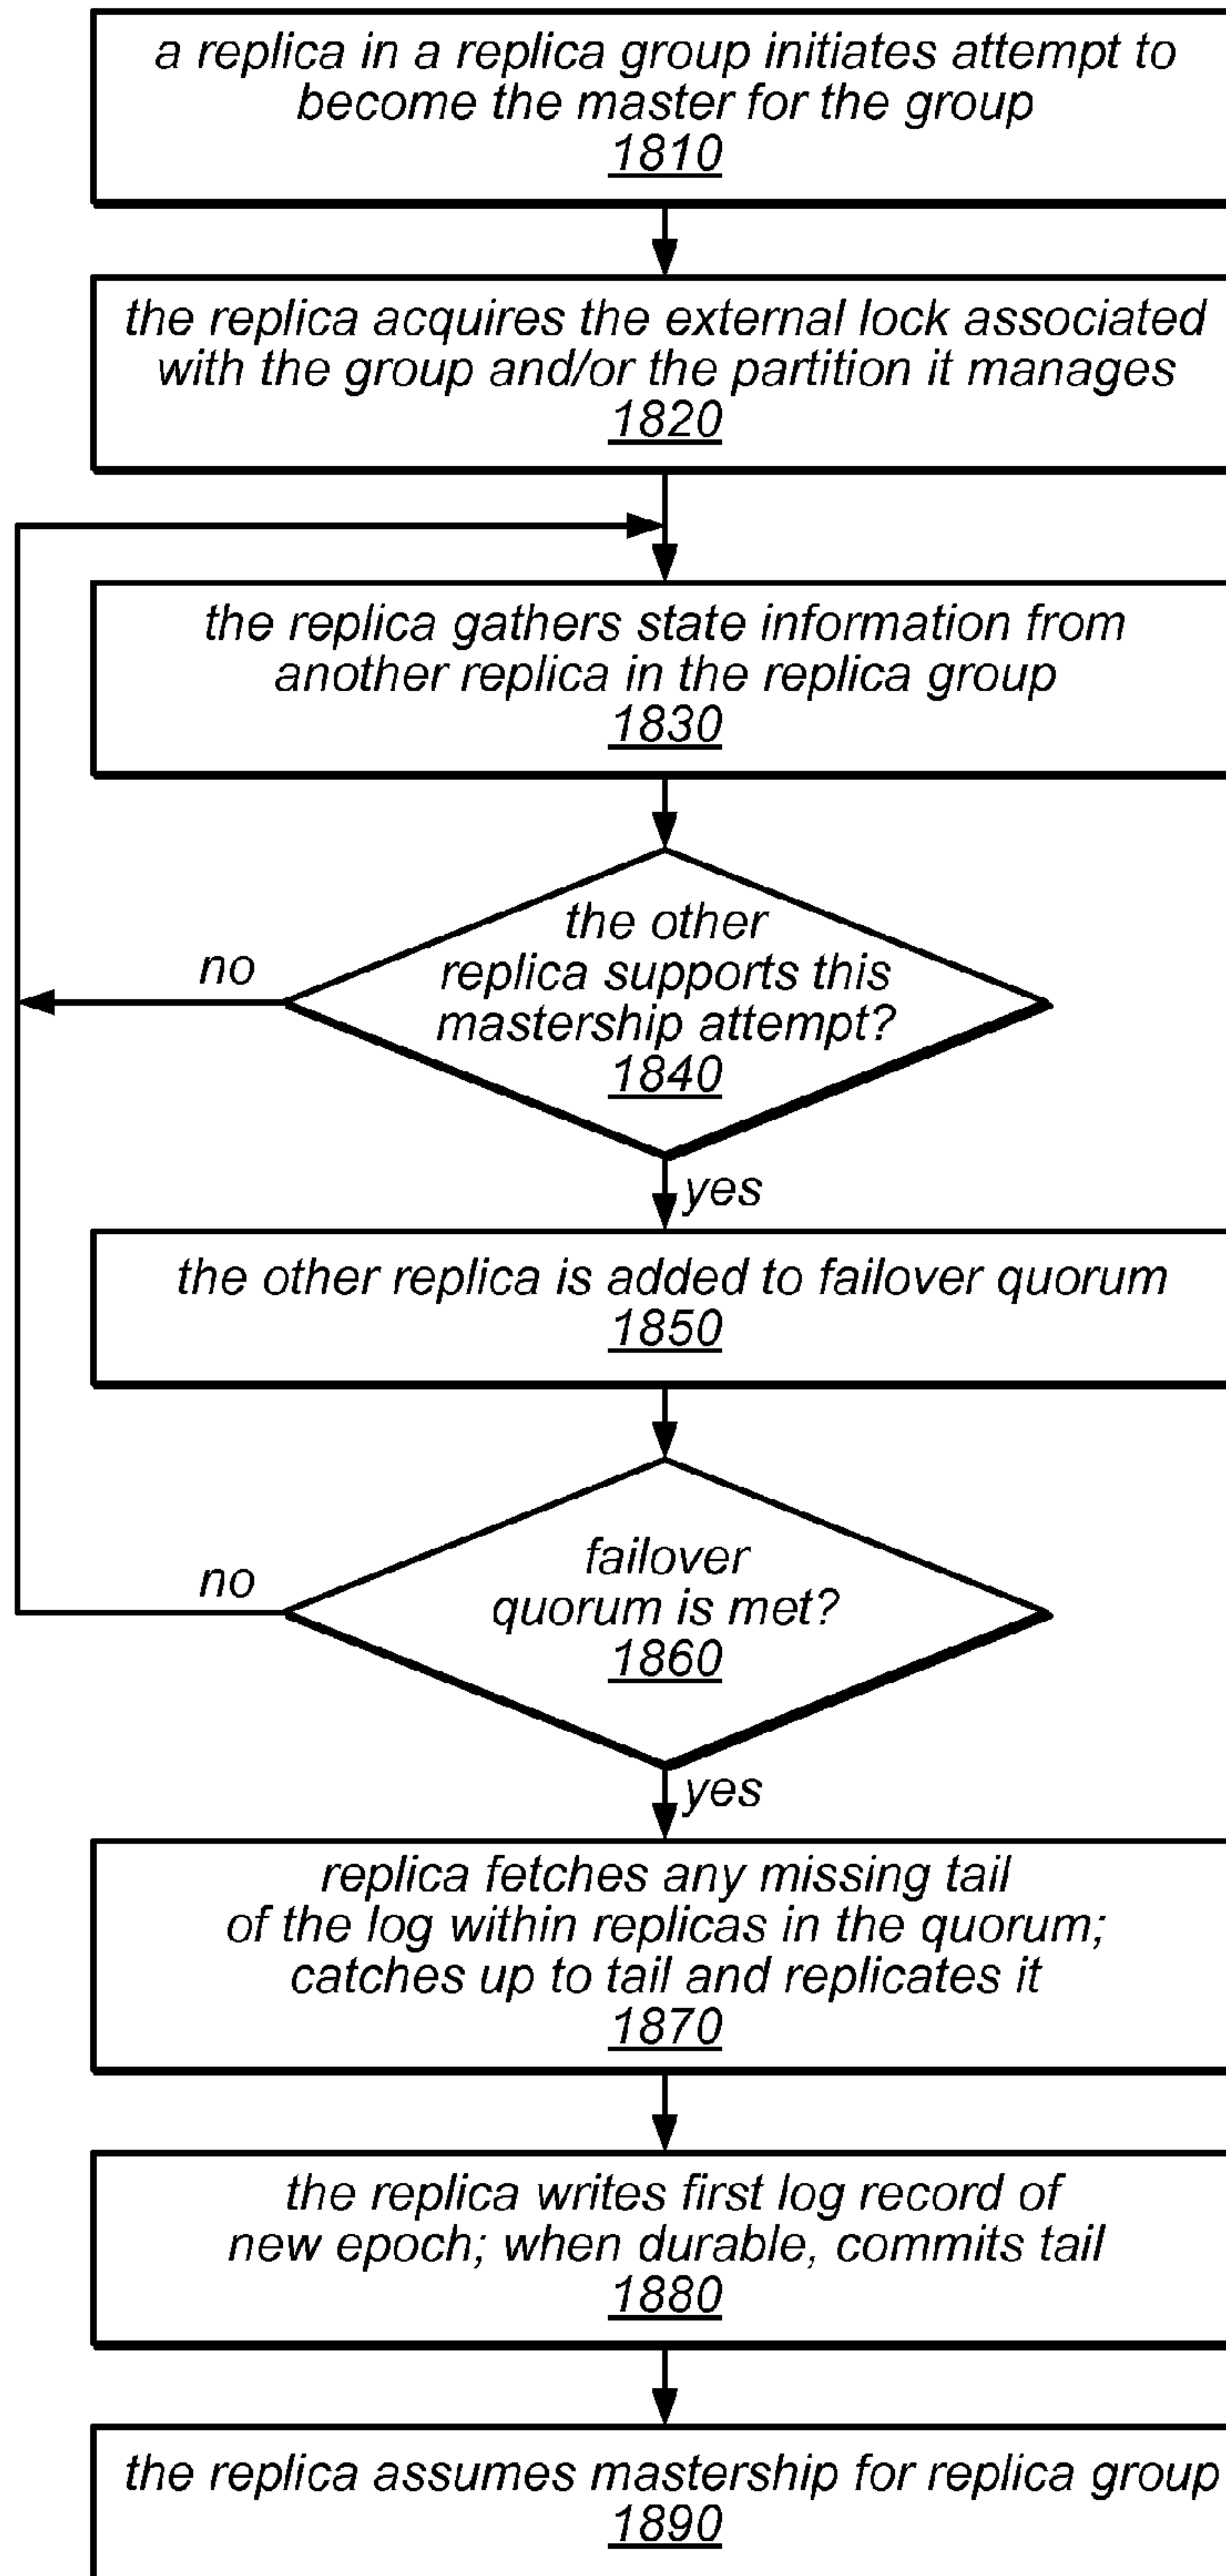 a replica in a replica group initiates attempt to
become the master for the group
1810
the replica acquires the external lock associated
with the group and/or the partition it manages
1820
the replica gathers state information from
another replica in the replica group
1830
the other
replica supports this
mastership attempt?
1840
no
yes
the other replica is added to failover quorum
1850
failover
quorum is met?
1860
no
yes
replica fetches any missing tail
of the log within replicas in the quorum;
catches up to tail and replicates it
1870
the replica writes first log record of
new epoch; when durable, commits tail
1880
the replica assumes mastership for replica group
1890